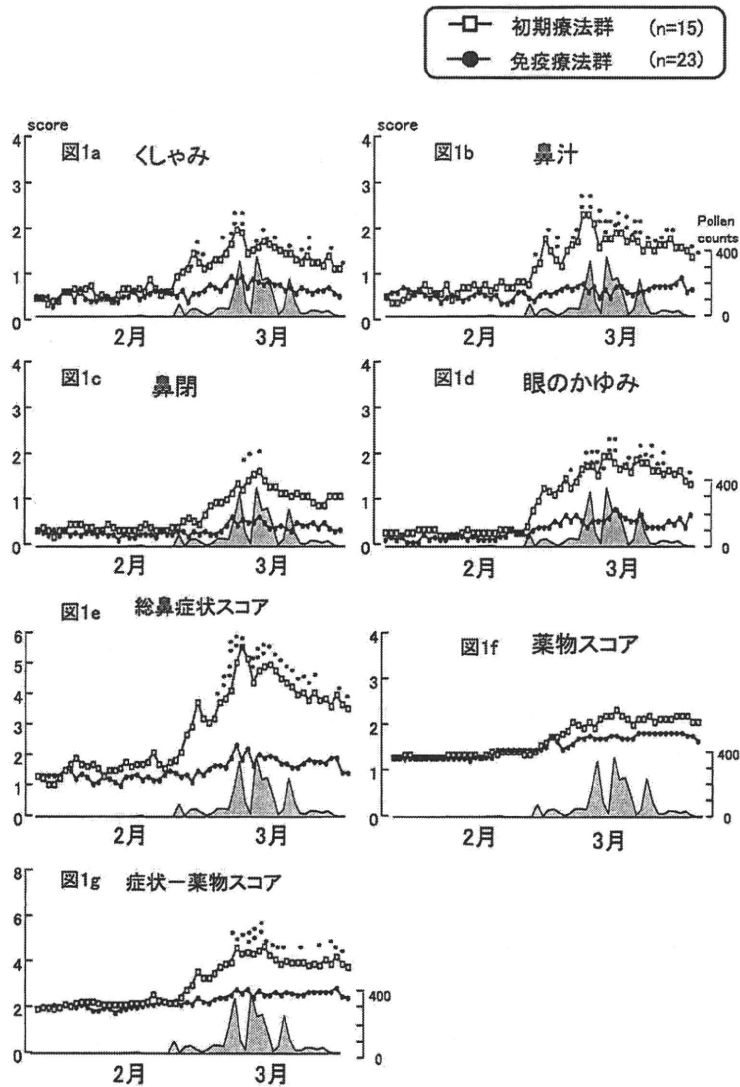 初期療法群 (n=15)
免疫療法群 (n=23)
score
4
図1a くしゃみ
3
2
1
0
2月 3月
score
4
図1b 鼻汁
3
2
1
0
Pollen
counts
400
0
2月 3月
4
図1c 鼻閉
3
2
1
0
2月 3月
4
図1d 眼のかゆみ
3
2
1
0
400
0
2月 3月
図1e 総鼻症状スコア
6
5
4
3
2
1
0
2月 3月
図1f 薬物スコア
4
3
2
1
0
400
0
2月 3月
図1g 症状ー薬物スコア
8
6
4
2
0
400
0
2月 3月